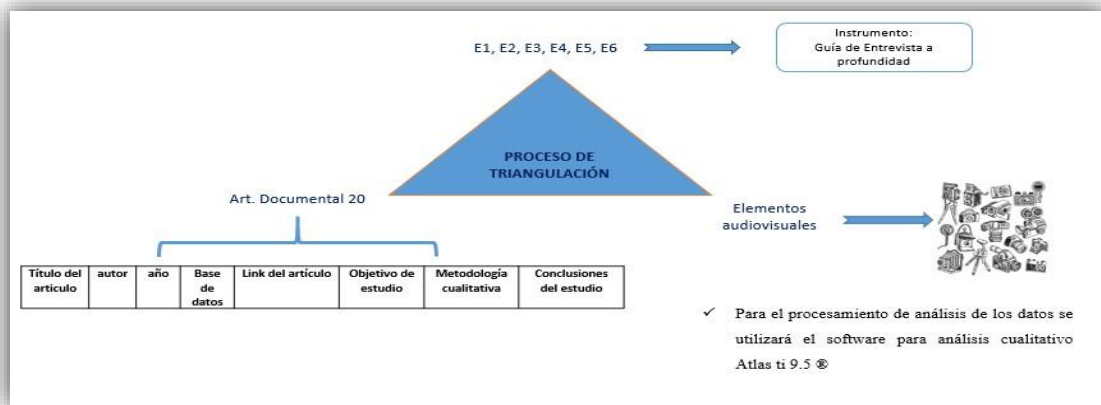 E1, E2, E3, E4, E5, E6
Instrumento:
Guía de Entrevista a
profundidad
PROCESO DE
TRIANGULACIÓN
Art. Documental 20
Elementos
audiovisuales
Título del articulo
autor
año
Base de datos
Link del artículo
Objetivo de estudio
Metodología cualitativa
Conclusiones del estudio
✓ Para el procesamiento de análisis de los datos se
utilizará el software para análisis cualitativo
Atlas ti 9.5 ®